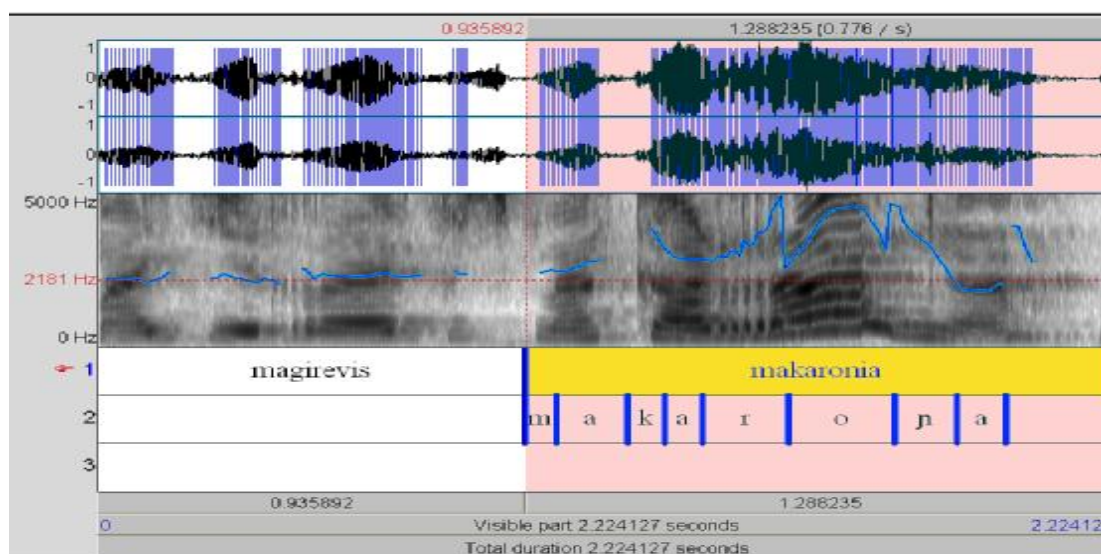 0.935892 1.288235 (0.776 / s)
1
0
-1
1
0
-1
5000 Hz
2181 Hz
0 Hz
1 magirevis makaronia
2 m a k a r o ɲ a
3
0.935892 1.288235
0 Visible part 2.224127 seconds 2.22412
Total duration 2.224127 seconds